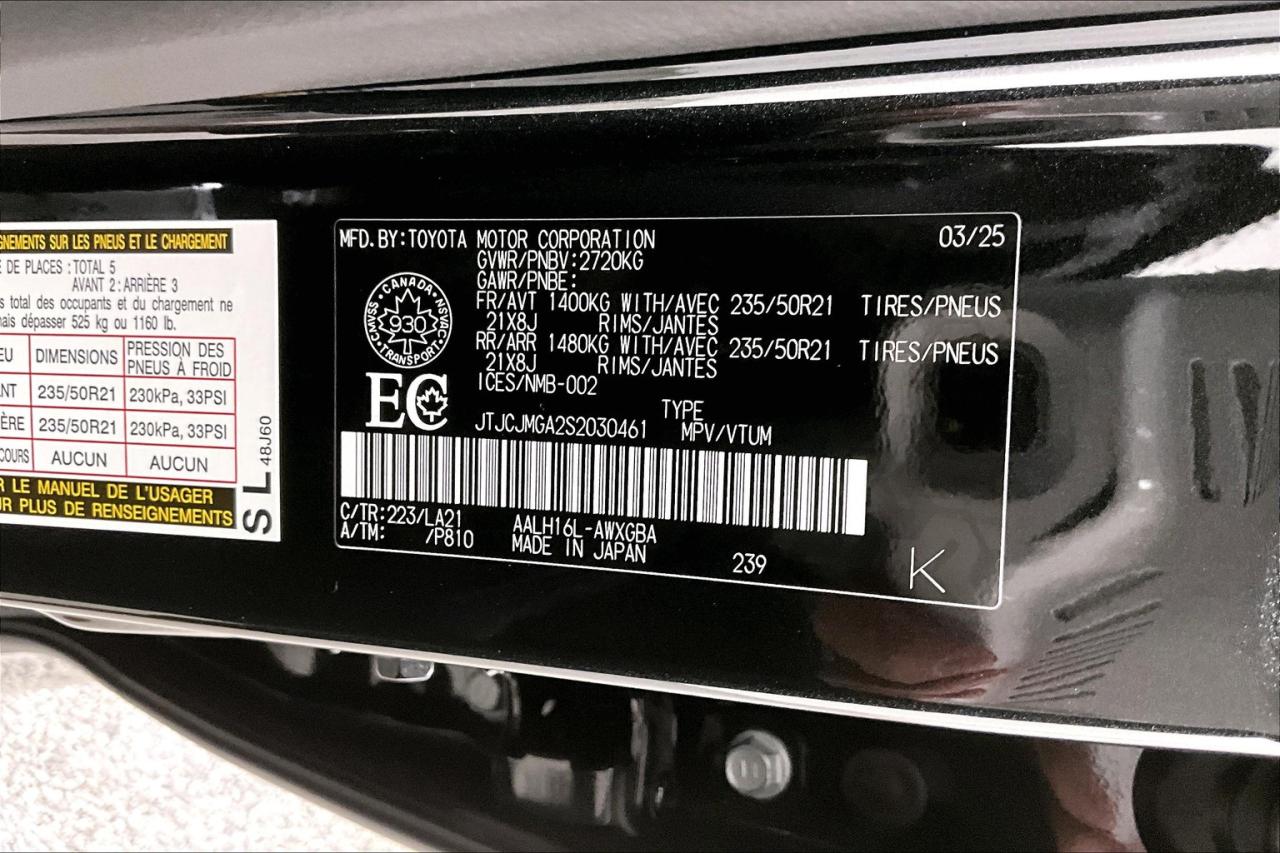 GNEMENTS SUR LES PNEUS ET LE CHARGEMENT
E DE PLACES : TOTAL 5
AVANT 2 : ARRIÈRE 3
s total des occupants et du chargement ne
nais dépasser 525 kg ou 1160 lb.
EU DIMENSIONS PRESSION DES PNEUS À FROID
ANT 235/50R21 230kPa, 33PSI
ÈRE 235/50R21 230kPa, 33PSI
COURS AUCUN AUCUN
R LE MANUEL DE L'USAGER
UR PLUS DE RENSEIGNEMENTS
S L 48J60
MFD.BY:TOYOTA MOTOR CORPORATION 03/25
GVWR/PNBV:2720KG
GAWR/PNBE:
FR/AVT 1400KG WITH/AVEC 235/50R21 TIRES/PNEUS
21X8J RIMS/JANTES
RR/ARR 1480KG WITH/AVEC 235/50R21 TIRES/PNEUS
21X8J RIMS/JANTES
ICES/NMB-002
CANADA CMVSS NSVAC 930 TRANSPORT
EC
JTJCJMGA2S2030461 TYPE
MPV/VTUM
C/TR:223/LA21 AALH16L-AWXGBA
A/TM: /P810 MADE IN JAPAN 239 K